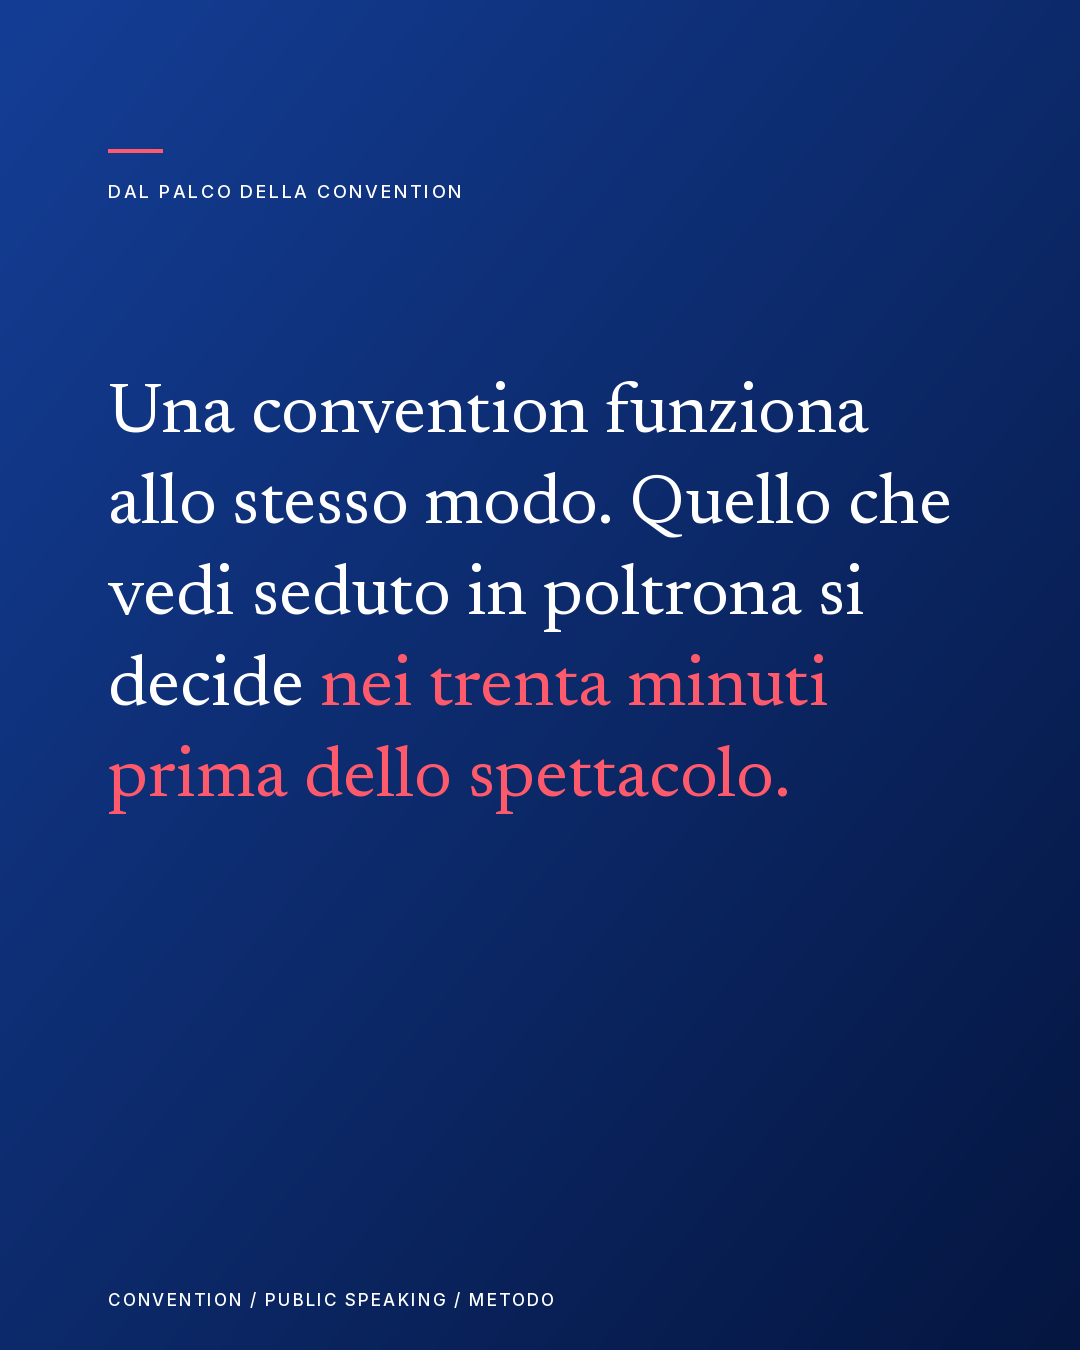 DAL PALCO DELLA CONVENTION
Una convention funziona
allo stesso modo. Quello che
vedi seduto in poltrona si
decide nei trenta minuti
prima dello spettacolo.
CONVENTION / PUBLIC SPEAKING / METODO